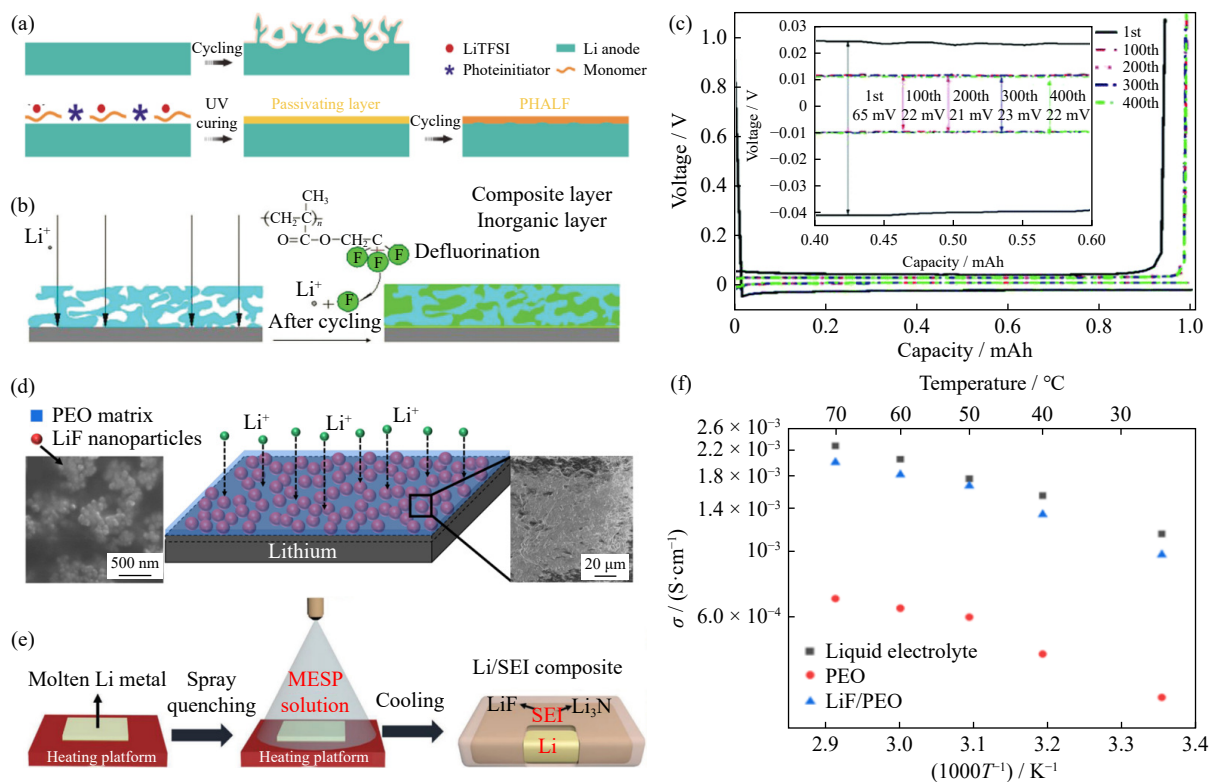 (a)
Cycling
LiTFSI
Li anode
Photeinitiator
Monomer
UV
curing
Passivating layer
Cycling
PHALF
(b)
Li⁺
CH₃
(CH₂-C)ₙ
O=C-O-CH₂-C
F
F
F
Defluorination
Li⁺
+
F
After cycling
Composite layer
Inorganic layer
(c)
Voltage / V
1.0
0.8
0.6
0.4
0.2
0
0
0.2
0.4
0.6
0.8
1.0
Capacity / mAh
1st
100th
200th
300th
400th
Voltage / V
0.03
0.02
0.01
0
−0.01
−0.02
−0.03
−0.04
1st
65 mV
100th
22 mV
200th
21 mV
300th
23 mV
400th
22 mV
0.40
0.45
0.50
0.55
0.60
Capacity / mAh
(d)
PEO matrix
LiF nanoparticles
Li⁺
Li⁺
Li⁺
Lithium
500 nm
20 μm
(e)
Molten Li metal
Heating platform
Spray
quenching
MESP
solution
Heating platform
Cooling
Li/SEI composite
LiF
Li₃N
SEI
Li
(f)
Temperature / °C
70
60
50
40
30
σ / (S·cm⁻¹)
2.6 × 10⁻³
2.2 × 10⁻³
1.8 × 10⁻³
1.4 × 10⁻³
10⁻³
6.0 × 10⁻⁴
Liquid electrolyte
PEO
LiF/PEO
2.9
3.0
3.1
3.2
3.3
3.4
(1000T⁻¹) / K⁻¹